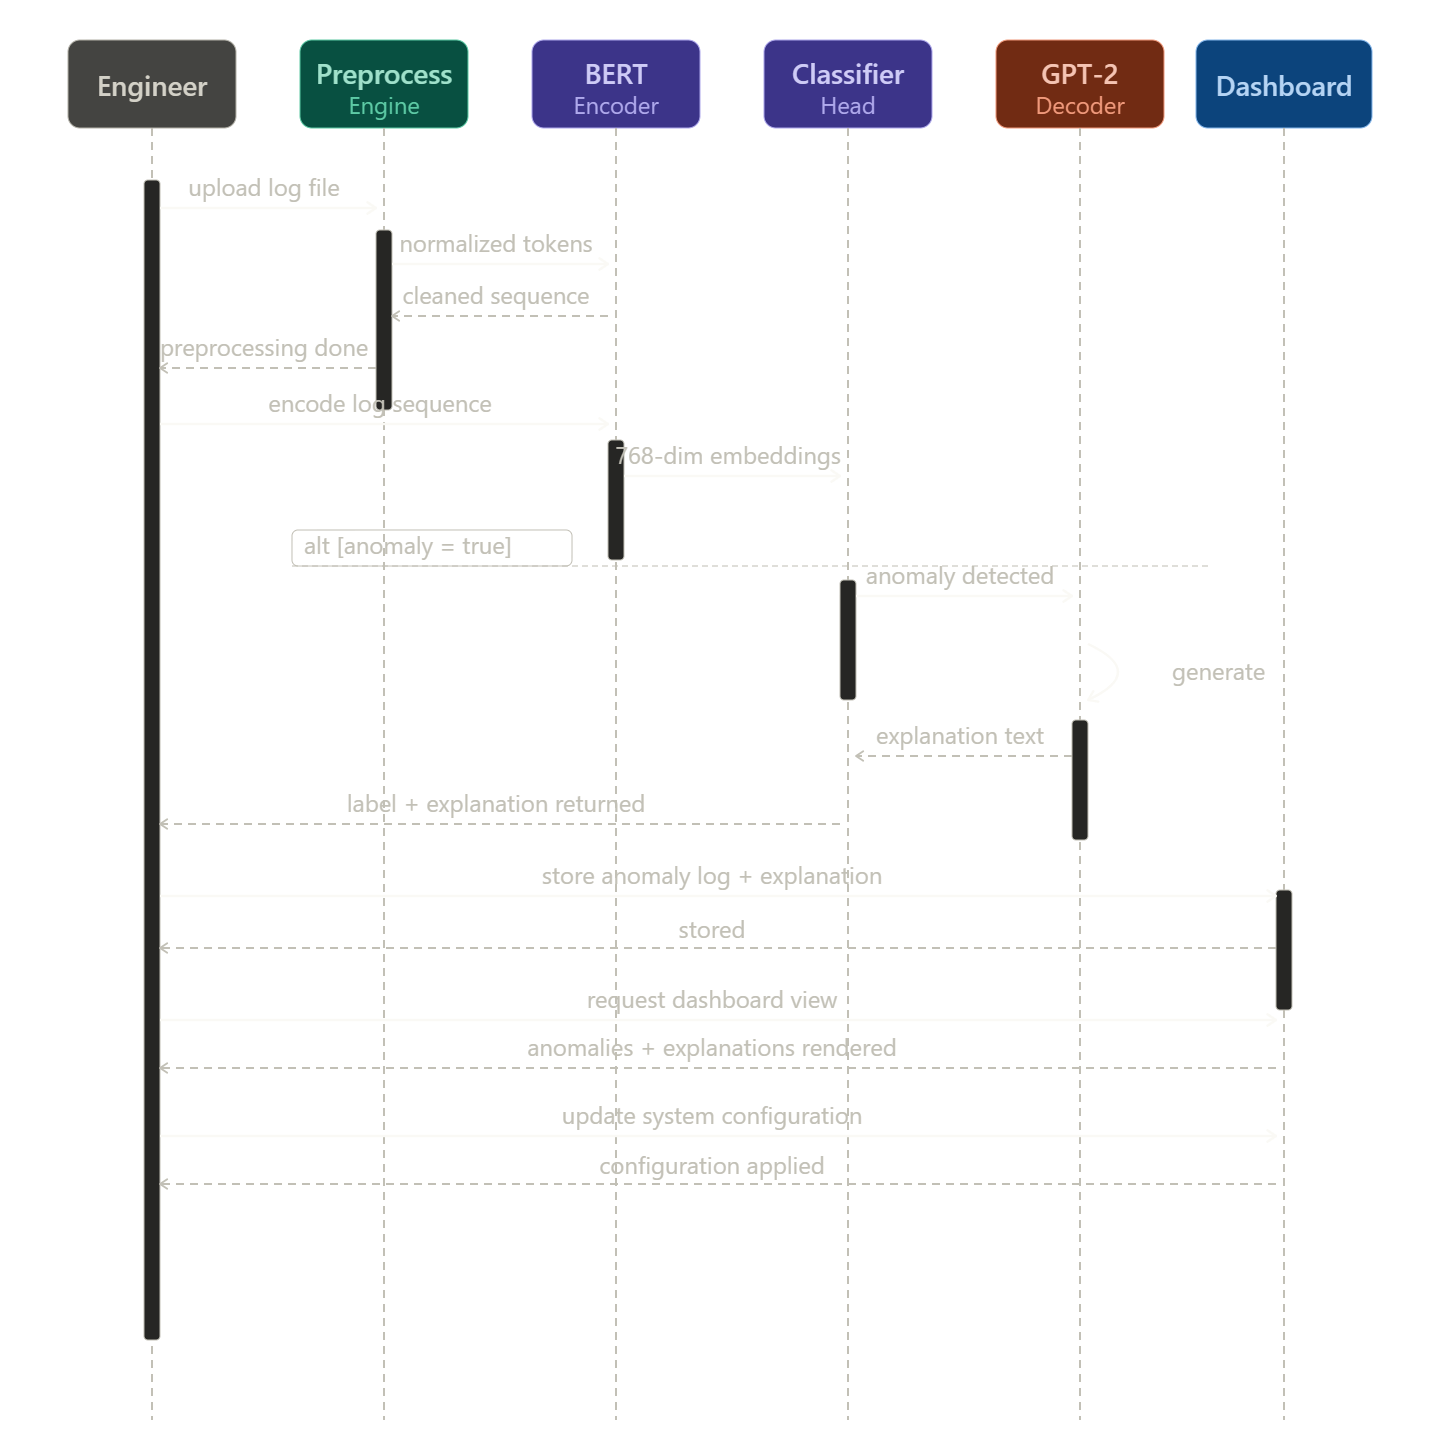 Engineer
Preprocess
Engine
BERT
Encoder
Classifier
Head
GPT-2
Decoder
Dashboard
upload log file
normalized tokens
cleaned sequence
preprocessing done
encode log sequence
768-dim embeddings
alt [anomaly = true]
anomaly detected
generate
explanation text
label + explanation returned
store anomaly log + explanation
stored
request dashboard view
anomalies + explanations rendered
update system configuration
configuration applied